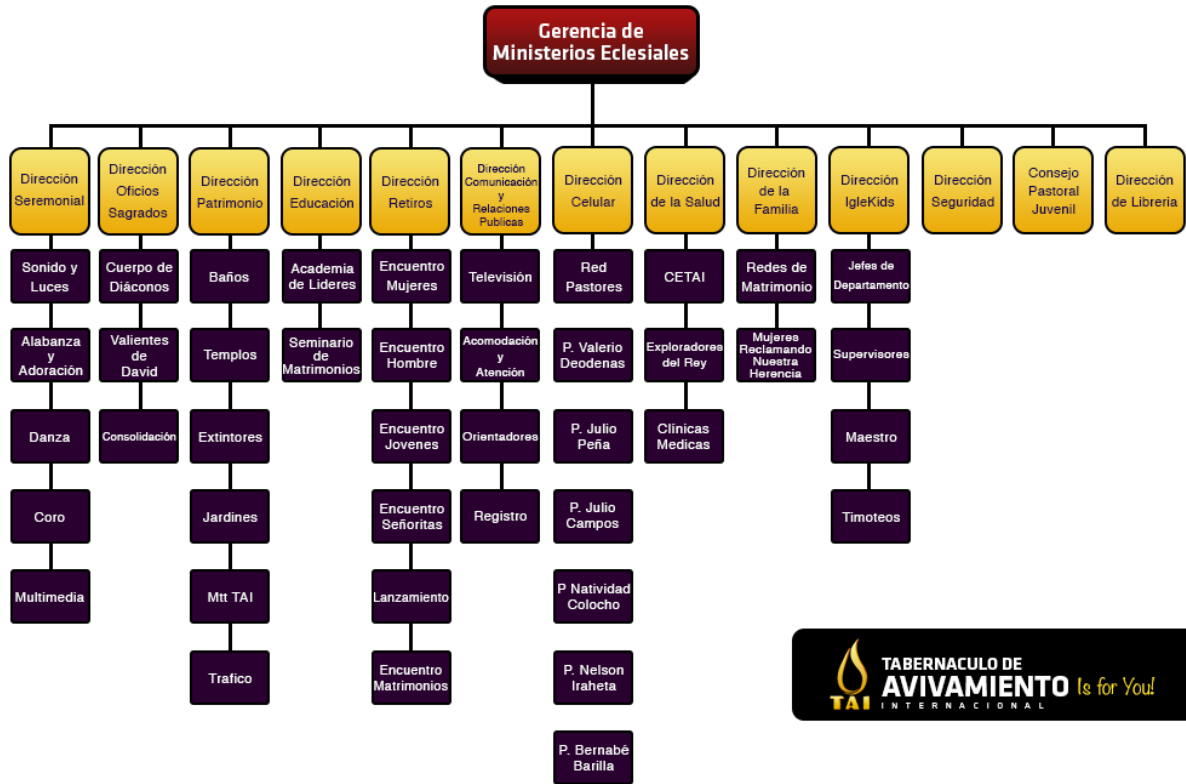 Gerencia de
Ministerios Eclesiales
Dirección
Seremonial
Dirección
Oficios
Sagrados
Dirección
Patrimonio
Dirección
Educación
Dirección
Retiros
Dirección
Comunicación
y
Relaciones
Publicas
Dirección
Celular
Dirección
de la Salud
Dirección
de la
Familia
Dirección
IgleKids
Dirección
Seguridad
Consejo
Pastoral
Juvenil
Dirección
de Libreria
Sonido y
Luces
Alabanza
y
Adoración
Danza
Coro
Multimedia
Cuerpo de
Diáconos
Valientes
de
David
Consolidación
Baños
Templos
Extintores
Jardines
Mtt TAI
Trafico
Academia
de Lideres
Seminario
de
Matrimonios
Encuentro
Mujeres
Encuentro
Hombre
Encuentro
Jovenes
Encuentro
Señoritas
Lanzamiento
Encuentro
Matrimonios
Televisión
Acomodación
y
Atención
Orientadores
Registro
Red
Pastores
P. Valerio
Deodenas
P. Julio
Peña
P. Julio
Campos
P Natividad
Colocho
P. Nelson
Iraheta
P. Bernabé
Barilla
CETAI
Exploradores
del Rey
Clínicas
Medicas
Redes de
Matrimonio
Mujeres
Reclamando
Nuestra
Herencia
Jefes de
Departamento
Supervisores
Maestro
Timoteos
TAI
TABERNACULO DE
AVIVAMIENTO Is for You!
INTERNACIONAL